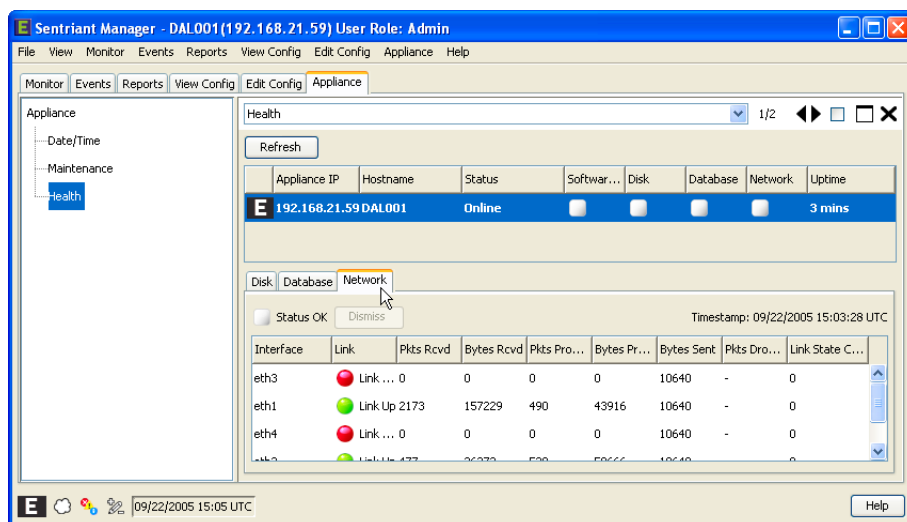 E Sentriant Manager - DAL001(192.168.21.59) User Role: Admin
File View Monitor Events Reports View Config Edit Config Appliance Help
Monitor Events Reports View Config Edit Config Appliance
Appliance
Date/Time
Maintenance
Health
Health 1/2
Refresh
Appliance IP Hostname Status Softwar... Disk Database Network Uptime
E 192.168.21.59 DAL001 Online 3 mins
Disk Database Network
Status OK Dismiss Timestamp: 09/22/2005 15:03:28 UTC
Interface Link Pkts Rcvd Bytes Rcvd Pkts Pro... Bytes Pr... Bytes Sent Pkts Dro... Link State C...
eth3 Link ... 0 0 0 0 10640 - 0
eth1 Link Up 2173 157229 490 43916 10640 - 0
eth4 Link ... 0 0 0 0 10640 - 0
E 09/22/2005 15:05 UTC Help